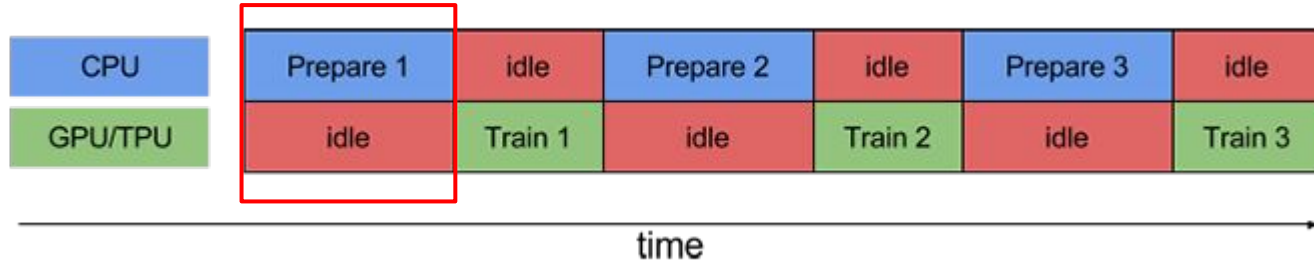 CPU Prepare 1 idle Prepare 2 idle Prepare 3 idle
GPU/TPU idle Train 1 idle Train 2 idle Train 3
time